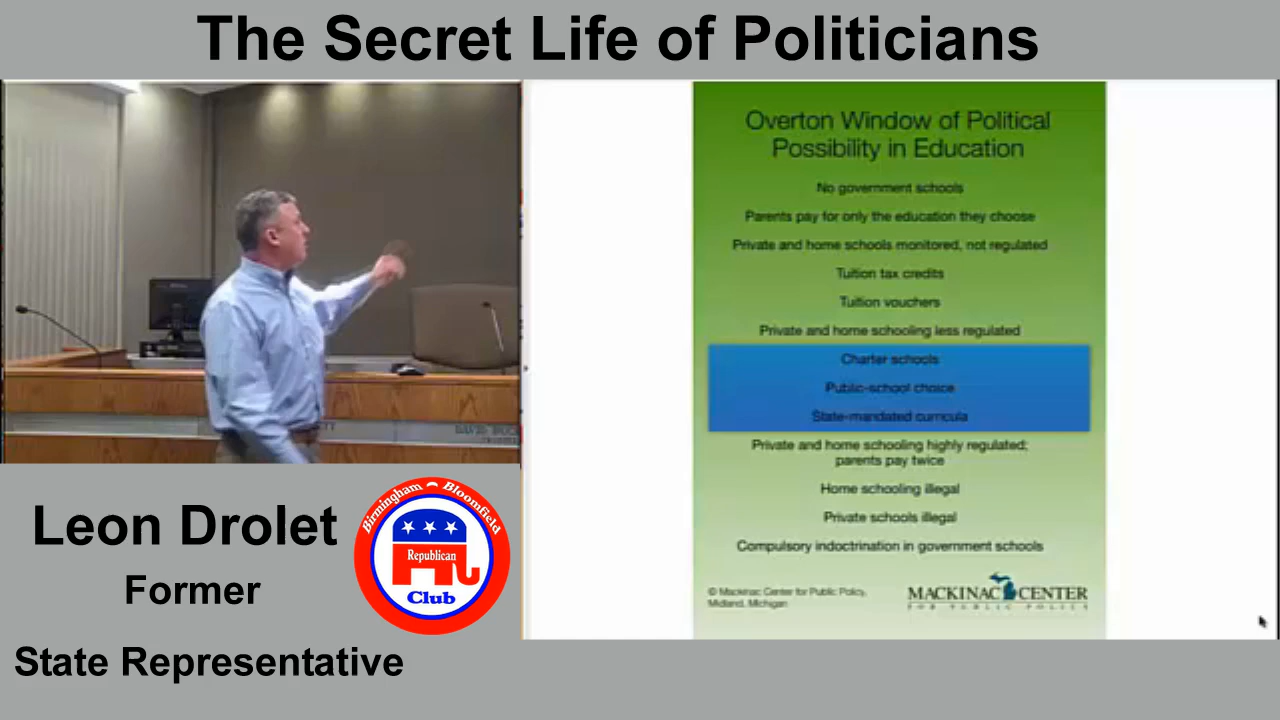 The Secret Life of Politicians
Overton Window of Political
Possibility in Education
No government schools
Parents pay for only the education they choose
Private and home schools monitored, not regulated
Tuition tax credits
Tuition vouchers
Private and home schooling less regulated
Charter schools
Public-school choice
State-mandated curricula
Private and home schooling highly regulated;
parents pay twice
Home schooling illegal
Private schools illegal
Compulsory indoctrination in government schools
© Mackinac Center for Public Policy,
Midland, Michigan
MACKINAC CENTER
FOR PUBLIC POLICY
Leon Drolet
Former
State Representative
Birmingham Bloomfield
Republican
Club